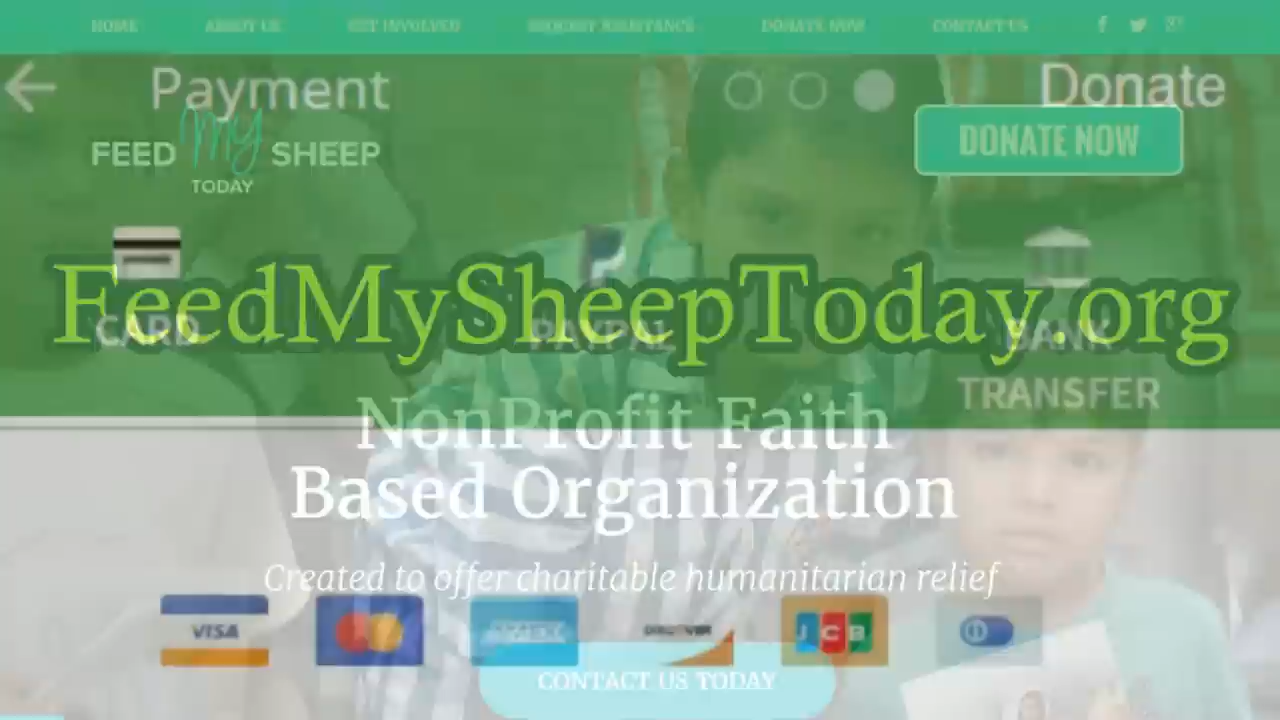 HOME ABOUT US GET INVOLVED REQUEST ASSISTANCE DONATE NOW CONTACT US
Payment Donate
FEED My SHEEP
TODAY
DONATE NOW
FeedMySheepToday.org
CARD PAYPAL BANK
TRANSFER
NonProfit Faith
Based Organization
Created to offer charitable humanitarian relief
VISA AMEX DISCOVER JCB
CONTACT US TODAY